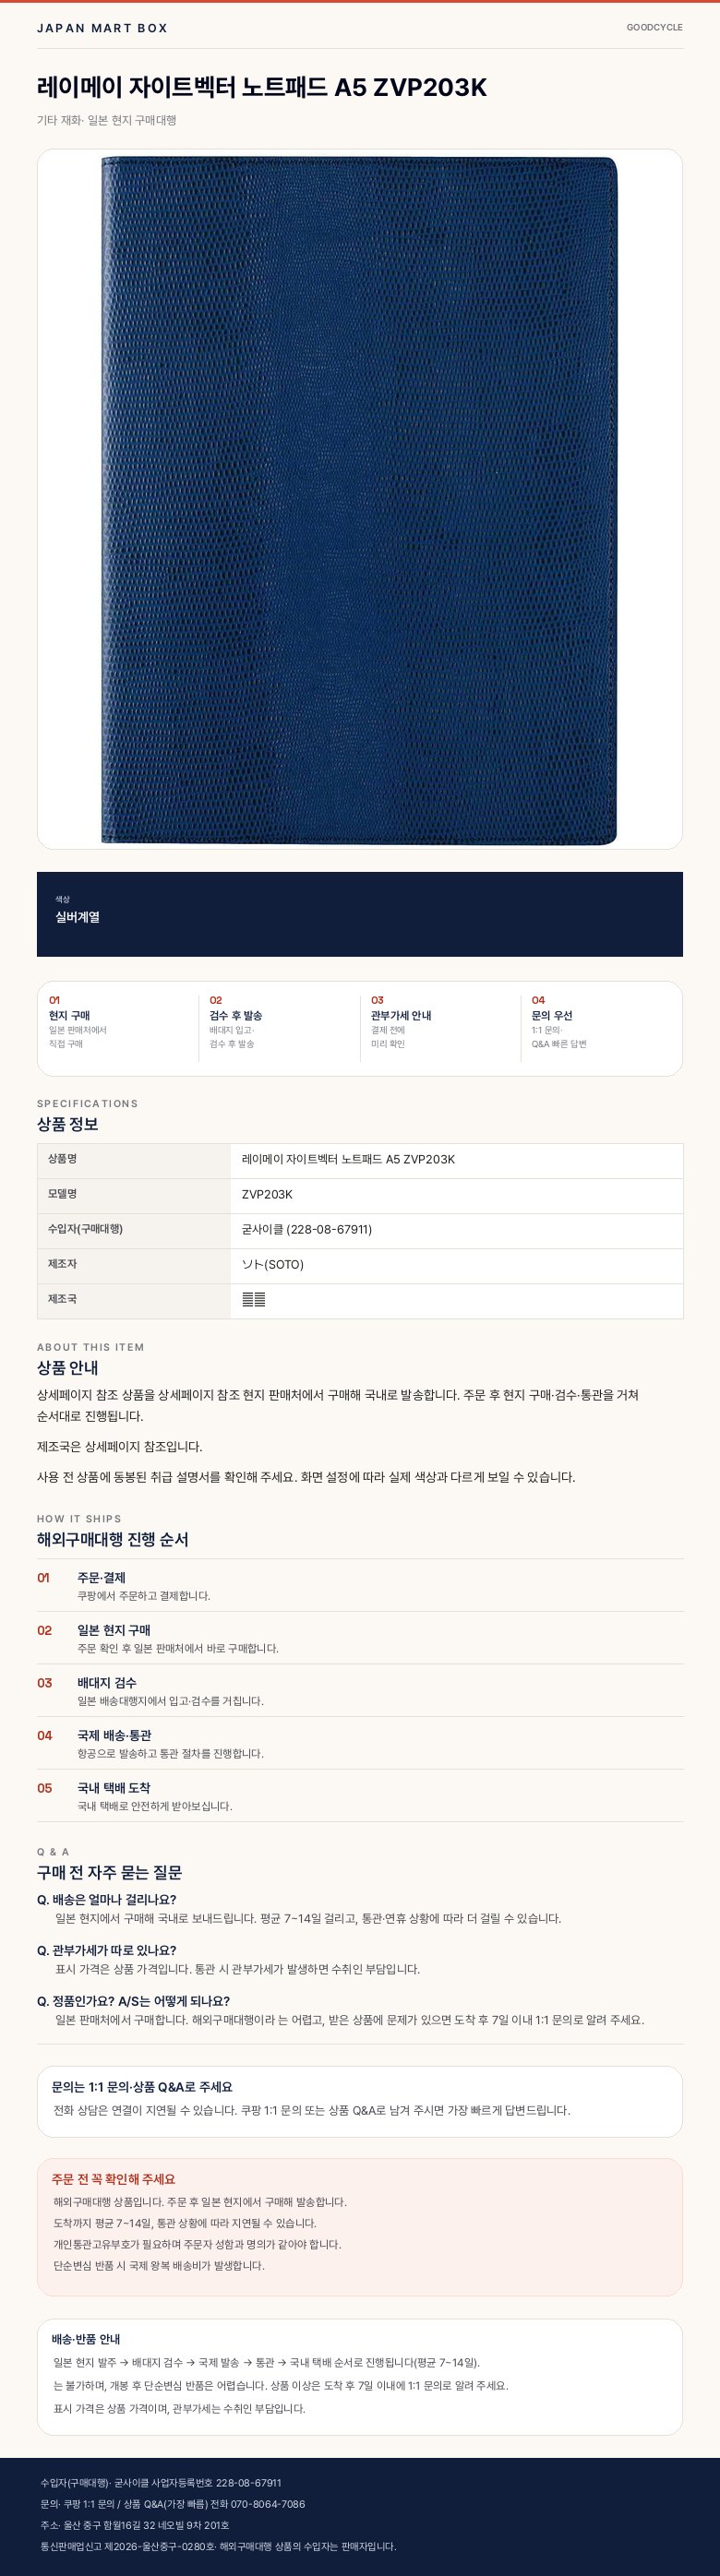 JAPAN MART BOX
GOODCYCLE
레이메이 자이트벡터 노트패드 A5 ZVP203K
기타 재화· 일본 현지 구매대행
색상
실버계열
01
현지 구매
일본 판매처에서
직접 구매
02
검수 후 발송
배대지 입고·
검수 후 발송
03
관부가세 안내
결제 전에
미리 확인
04
문의 우선
1:1 문의·
Q&A 빠른 답변
SPECIFICATIONS
상품 정보
상품명 레이메이 자이트벡터 노트패드 A5 ZVP203K
모델명 ZVP203K
수입자(구매대행) 굳사이클 (228-08-67911)
제조자 ソト(SOTO)
제조국
ABOUT THIS ITEM
상품 안내
상세페이지 참조 상품을 상세페이지 참조 현지 판매처에서 구매해 국내로 발송합니다. 주문 후 현지 구매·검수·통관을 거쳐
순서대로 진행됩니다.
제조국은 상세페이지 참조입니다.
사용 전 상품에 동봉된 취급 설명서를 확인해 주세요. 화면 설정에 따라 실제 색상과 다르게 보일 수 있습니다.
HOW IT SHIPS
해외구매대행 진행 순서
01 주문·결제
쿠팡에서 주문하고 결제합니다.
02 일본 현지 구매
주문 확인 후 일본 판매처에서 바로 구매합니다.
03 배대지 검수
일본 배송대행지에서 입고·검수를 거칩니다.
04 국제 배송·통관
항공으로 발송하고 통관 절차를 진행합니다.
05 국내 택배 도착
국내 택배로 안전하게 받아보십니다.
Q & A
구매 전 자주 묻는 질문
Q. 배송은 얼마나 걸리나요?
일본 현지에서 구매해 국내로 보내드립니다. 평균 7~14일 걸리고, 통관·연휴 상황에 따라 더 걸릴 수 있습니다.
Q. 관부가세가 따로 있나요?
표시 가격은 상품 가격입니다. 통관 시 관부가세가 발생하면 수취인 부담입니다.
Q. 정품인가요? A/S는 어떻게 되나요?
일본 판매처에서 구매합니다. 해외구매대행이라 는 어렵고, 받은 상품에 문제가 있으면 도착 후 7일 이내 1:1 문의로 알려 주세요.
문의는 1:1 문의·상품 Q&A로 주세요
전화 상담은 연결이 지연될 수 있습니다. 쿠팡 1:1 문의 또는 상품 Q&A로 남겨 주시면 가장 빠르게 답변드립니다.
주문 전 꼭 확인해 주세요
해외구매대행 상품입니다. 주문 후 일본 현지에서 구매해 발송합니다.
도착까지 평균 7~14일, 통관 상황에 따라 지연될 수 있습니다.
개인통관고유부호가 필요하며 주문자 성함과 명의가 같아야 합니다.
단순변심 반품 시 국제 왕복 배송비가 발생합니다.
배송·반품 안내
일본 현지 발주 → 배대지 검수 → 국제 발송 → 통관 → 국내 택배 순서로 진행됩니다(평균 7~14일).
는 불가하며, 개봉 후 단순변심 반품은 어렵습니다. 상품 이상은 도착 후 7일 이내에 1:1 문의로 알려 주세요.
표시 가격은 상품 가격이며, 관부가세는 수취인 부담입니다.
수입자(구매대행)· 굳사이클 사업자등록번호 228-08-67911
문의· 쿠팡 1:1 문의 / 상품 Q&A(가장 빠름) 전화 070-8064-7086
주소· 울산 중구 함월16길 32 네오빌 9차 201호
통신판매업신고 제2026-울산중구-0280호· 해외구매대행 상품의 수입자는 판매자입니다.